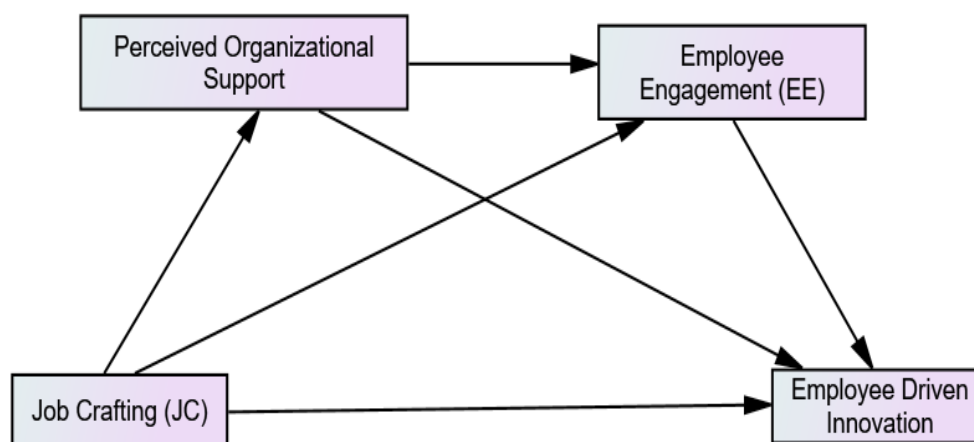 Perceived Organizational
Support
Employee
Engagement (EE)
Job Crafting (JC)
Employee Driven
Innovation